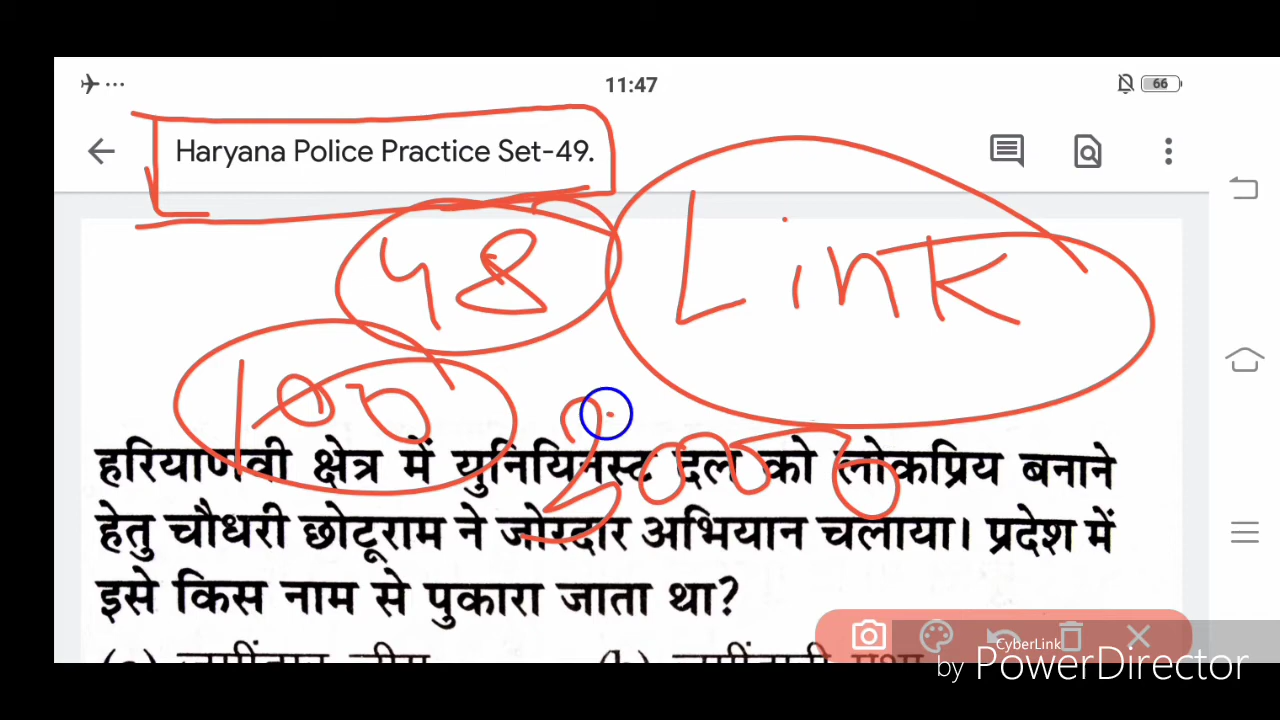 11:47
66
Haryana Police Practice Set-49.
48
Link
100
हरियाणवी क्षेत्र में युनियिनस्ट दल को लोकप्रिय बनाने
हेतु चौधरी छोटूराम ने जोरदार अभियान चलाया। प्रदेश में
इसे किस नाम से पुकारा जाता था?
CyberLink
by PowerDirector